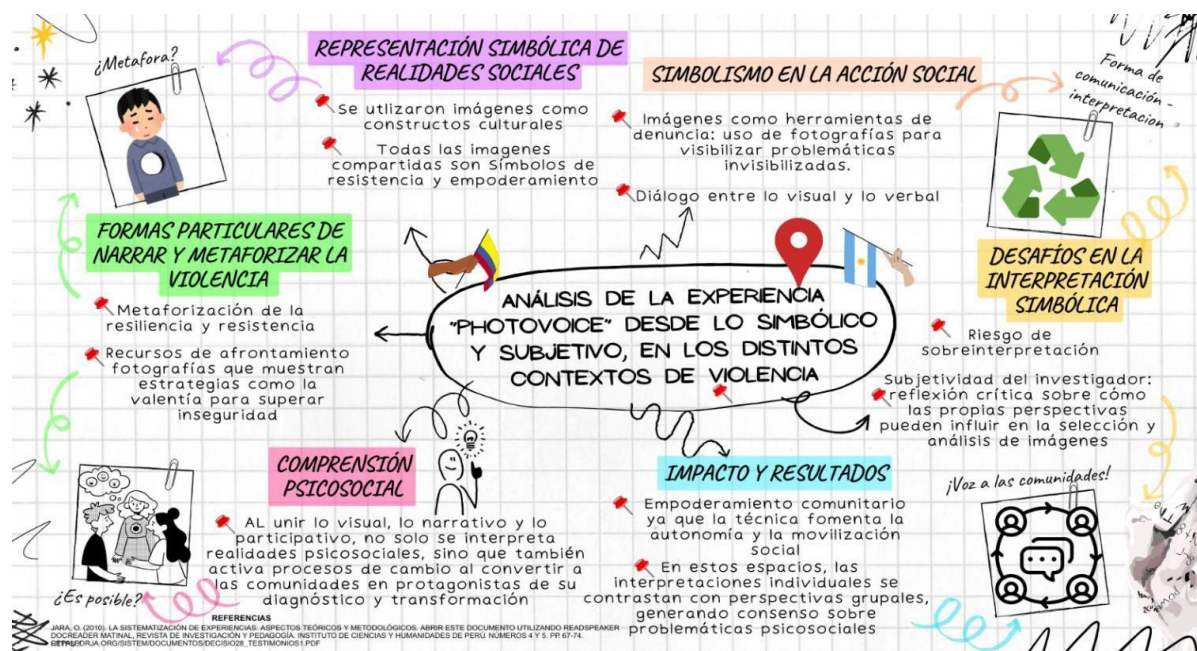 ¿Metafora?
REPRESENTACIÓN SIMBÓLICA DE
REALIDADES SOCIALES
Se utlizaron imágenes como
constructos culturales
Todas las imagenes
compartidas son Símbolos de
resistencia y empoderamiento
SIMBOLISMO EN LA ACCIÓN SOCIAL
Imágenes como herramientas de
denuncia: uso de fotografías para
visibilizar problemáticas
invisibilizadas.
Diálogo entre lo visual y lo verbal
Forma de
comunicación -
interpretacion
FORMAS PARTICULARES DE
NARRAR Y METAFORIZAR LA
VIOLENCIA
Metaforización de la
resiliencia y resistencia
Recursos de afrontamiento
fotografías que muestran
estrategias como la
valentía para superar
inseguridad
ANÁLISIS DE LA EXPERIENCIA
"PHOTOVOICE" DESDE LO SIMBÓLICO
Y SUBJETIVO, EN LOS DISTINTOS
CONTEXTOS DE VIOLENCIA
DESAFÍOS EN LA
INTERPRETACIÓN
SIMBÓLICA
Riesgo de
sobreinterpretación
Subjetividad del investigador:
reflexión crítica sobre cómo
las propias perspectivas
pueden influir en la selección y
análisis de imágenes
COMPRENSIÓN
PSICOSOCIAL
AL unir lo visual, lo narrativo y lo
participativo, no solo se interpreta
realidades psicosociales, sino que también
activa procesos de cambio al convertir a
las comunidades en protagonistas de su
diagnóstico y transformación
¿Es posible?
IMPACTO Y RESULTADOS
Empoderamiento comunitario
ya que la técnica fomenta la
autonomía y la movilización
social
En estos espacios, las
interpretaciones individuales se
contrastan con perspectivas grupales,
generando consenso sobre
problemáticas psicosociales
¡Voz a las comunidades!
REFERENCIAS
JARA, O. (2010). LA SISTEMATIZACIÓN DE EXPERIENCIAS: ASPECTOS TEÓRICOS Y METODOLÓGICOS. ABRIR ESTE DOCUMENTO UTILIZANDO READSPEAKER
DOCREADER MATINAL, REVISTA DE INVESTIGACIÓN Y PEDAGOGÍA. INSTITUTO DE CIENCIAS Y HUMANIDADES DE PERÚ. NÚMEROS 4 Y 5. PP. 67-74.